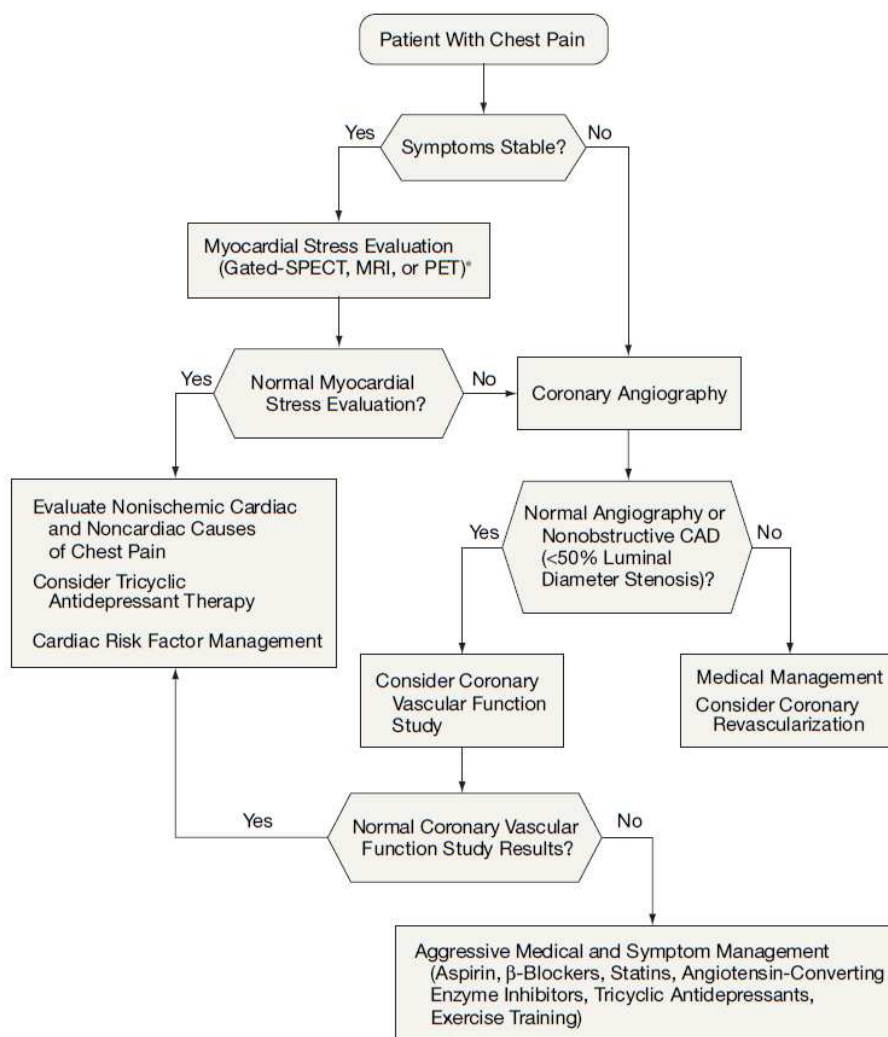 Patient With Chest Pain
Yes
Symptoms Stable?
No
Myocardial Stress Evaluation
(Gated-SPECT, MRI, or PET)*
Yes
Normal Myocardial
Stress Evaluation?
No
Coronary Angiography
Evaluate Nonischemic Cardiac
and Noncardiac Causes
of Chest Pain
Consider Tricyclic
Antidepressant Therapy
Cardiac Risk Factor Management
Yes
Normal Angiography or
Nonobstructive CAD
(<50% Luminal
Diameter Stenosis)?
No
Consider Coronary
Vascular Function
Study
Medical Management
Consider Coronary
Revascularization
Yes
Normal Coronary Vascular
Function Study Results?
No
Aggressive Medical and Symptom Management
(Aspirin, β-Blockers, Statins, Angiotensin-Converting
Enzyme Inhibitors, Tricyclic Antidepressants,
Exercise Training)